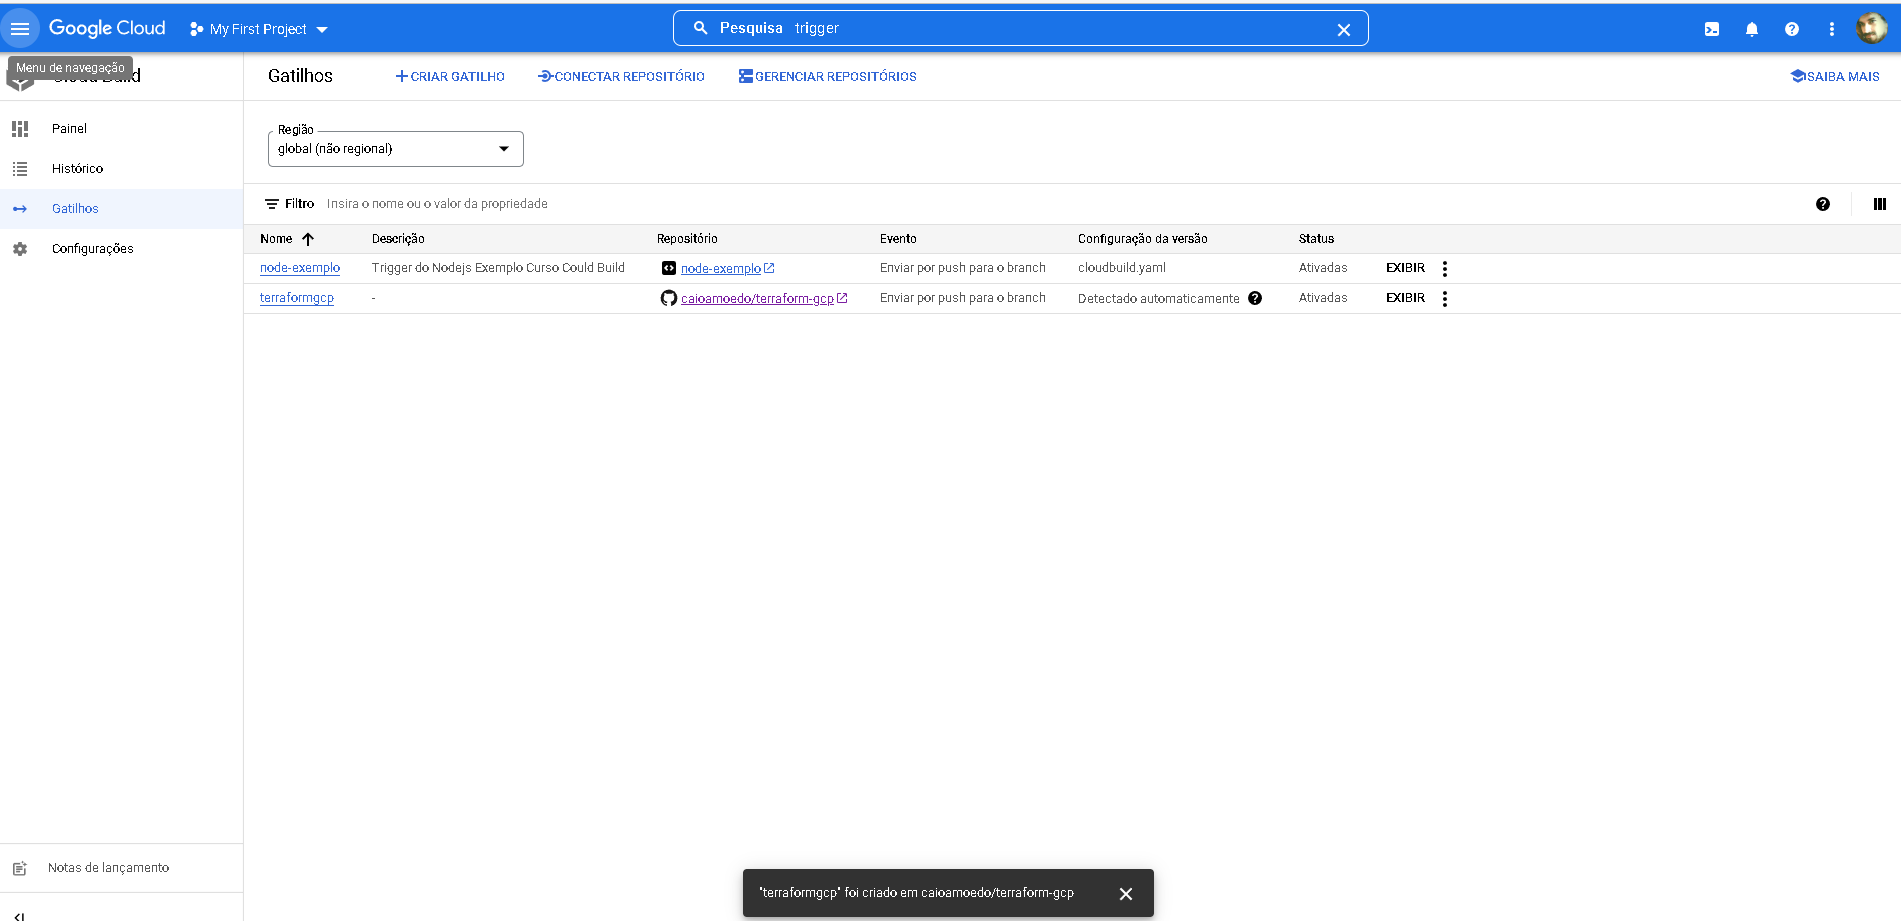 Google Cloud My First Project Pesquisa trigger
Menu de navegação
Cloud Build
Gatilhos CRIAR GATILHO CONECTAR REPOSITÓRIO GERENCIAR REPOSITÓRIOS SAIBA MAIS
Painel
Histórico
Gatilhos
Configurações
Região
global (não regional)
Filtro Insira o nome ou o valor da propriedade
Nome Descrição Repositório Evento Configuração da versão Status
node-exemplo Trigger do Nodejs Exemplo Curso Could Build node-exemplo Enviar por push para o branch cloudbuild.yaml Ativadas EXIBIR
terraformgcp - caioamoedo/terraform-gcp Enviar por push para o branch Detectado automaticamente Ativadas EXIBIR
Notas de lançamento
"terraformgcp" foi criado em caioamoedo/terraform-gcp